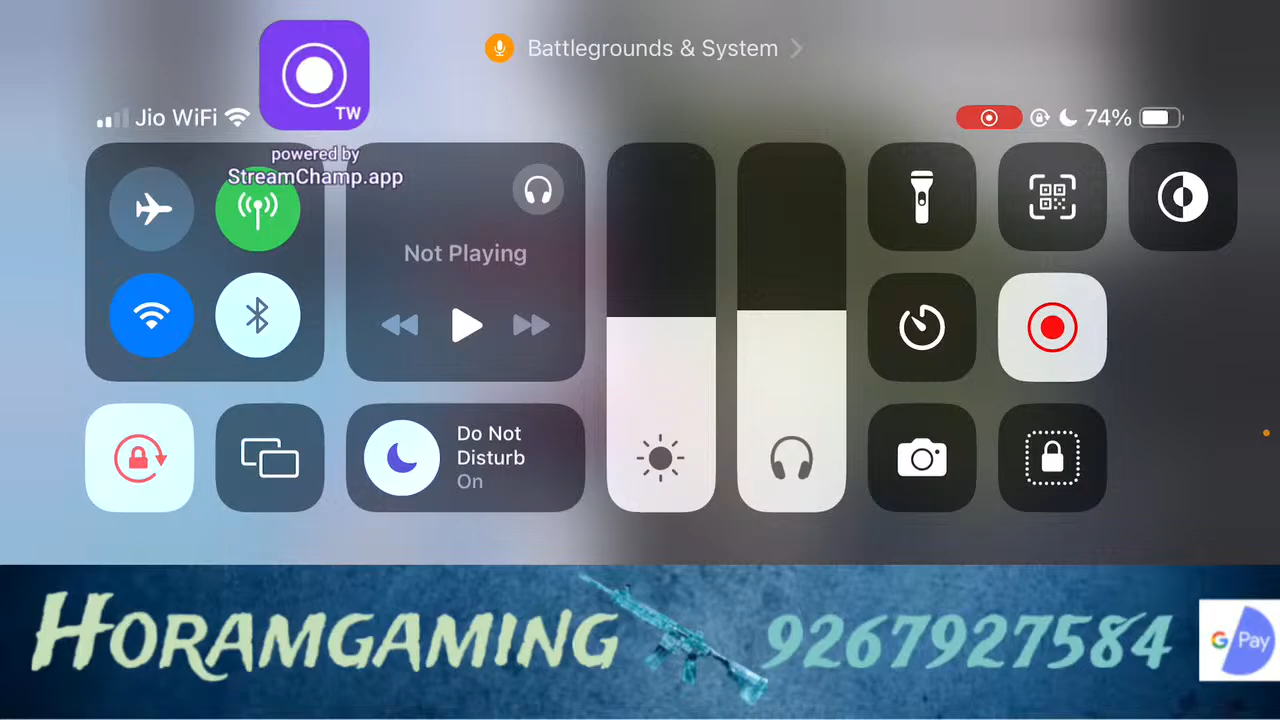 Battlegrounds & System
Jio WiFi
TW
74%
powered by
StreamChamp.app
Not Playing
Do Not
Disturb
On
HORAMGAMING 9267927584
G Pay